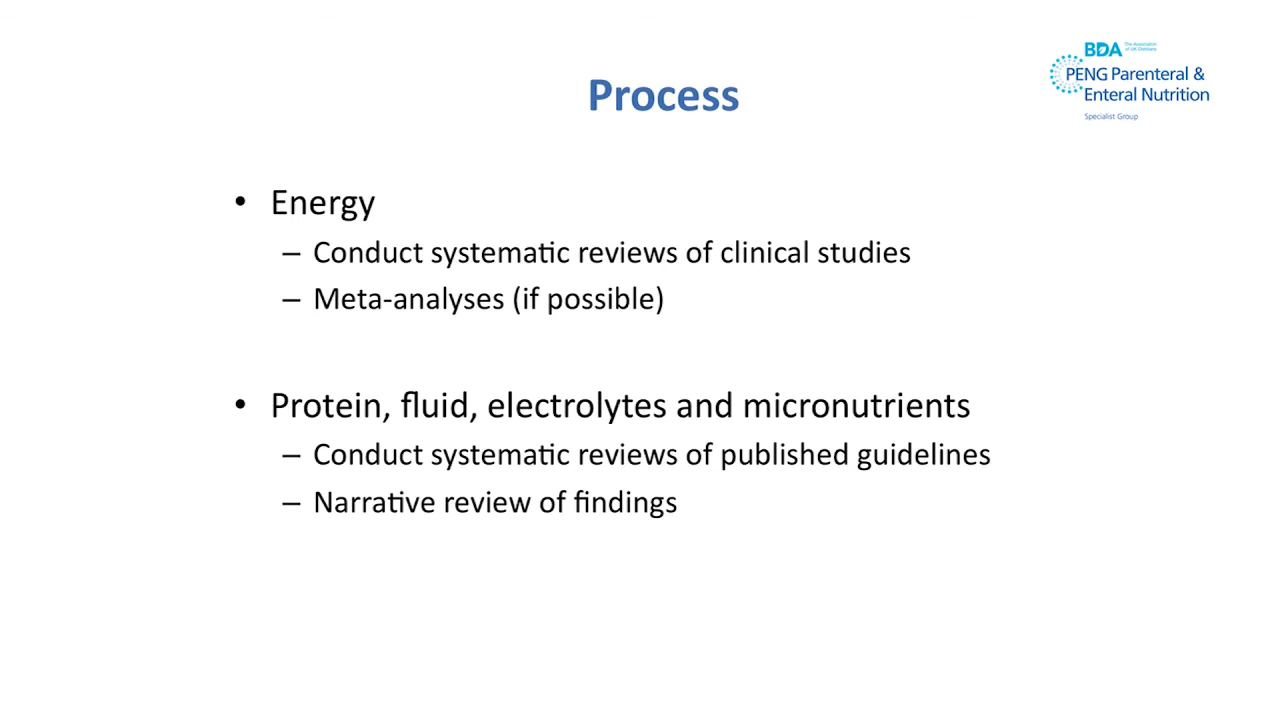 BDA The Association of UK Dietitians
PENG Parenteral &
Enteral Nutrition
Specialist Group
Process
• Energy
– Conduct systematic reviews of clinical studies
– Meta-analyses (if possible)
• Protein, fluid, electrolytes and micronutrients
– Conduct systematic reviews of published guidelines
– Narrative review of findings